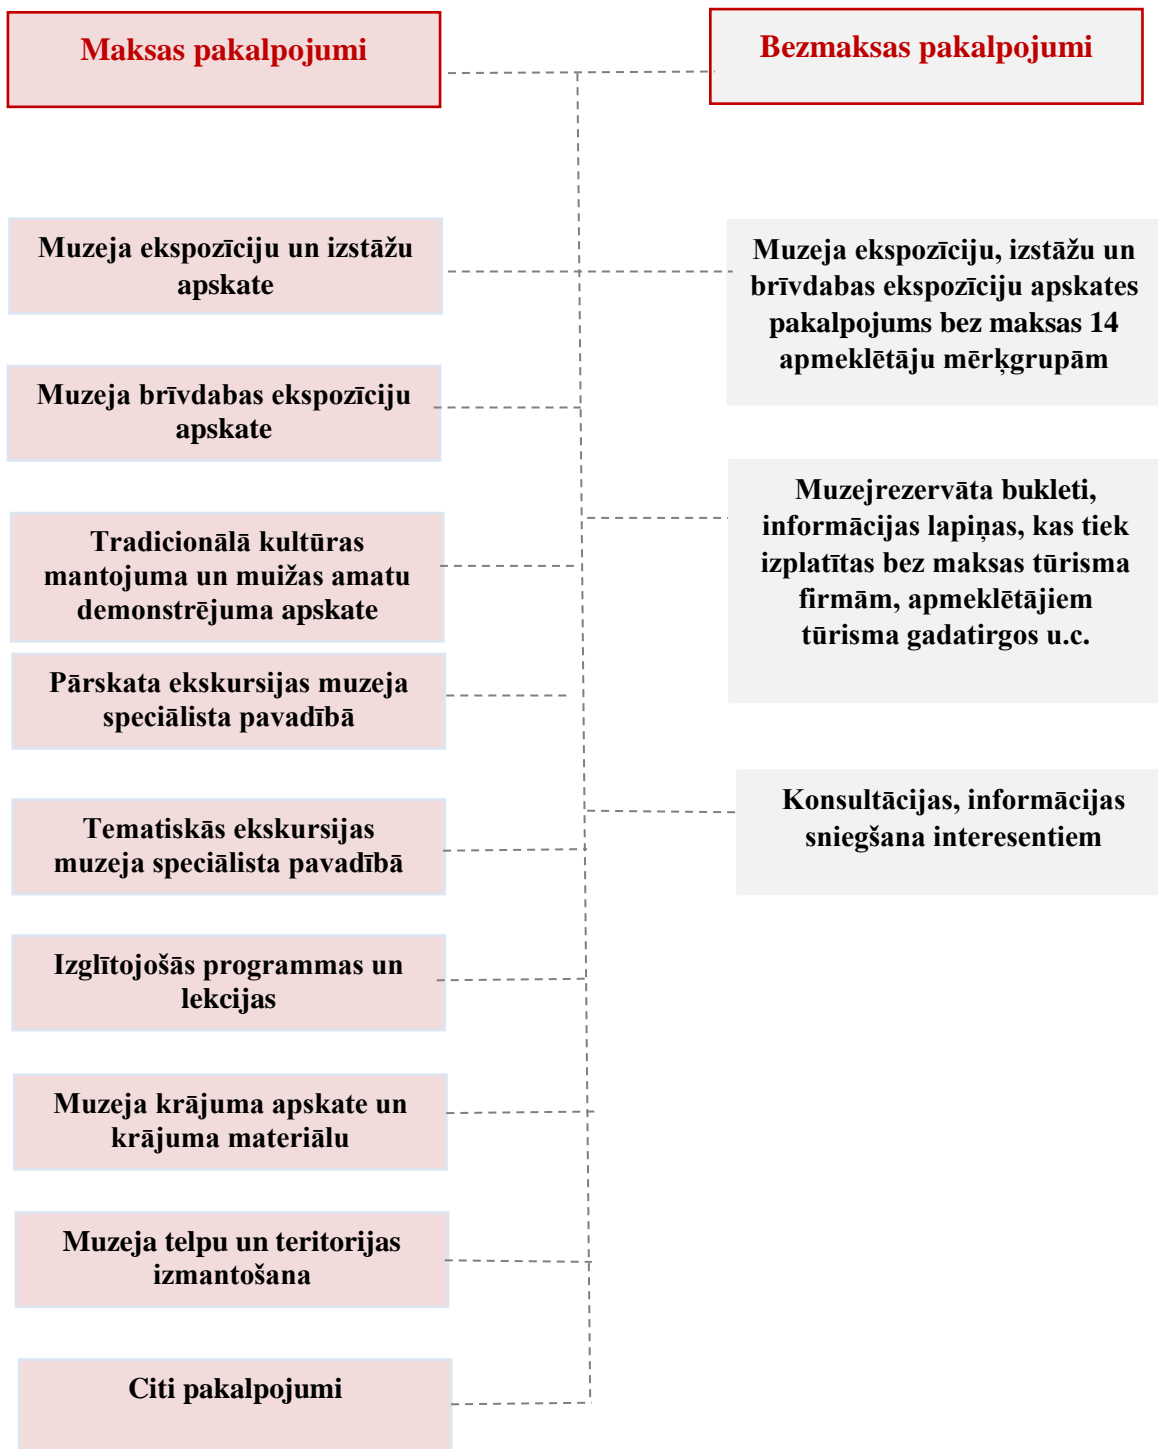 Maksas pakalpojumi
Bezmaksas pakalpojumi
Muzeja ekspozīciju un izstāžu
apskate
Muzeja brīvdabas ekspozīciju
apskate
Tradicionālā kultūras
mantojuma un muižas amatu
demonstrējuma apskate
Pārskata ekskursijas muzeja
speciālista pavadībā
Tematiskās ekskursijas
muzeja speciālista pavadībā
Izglītojošās programmas un
lekcijas
Muzeja krājuma apskate un
krājuma materiālu
Muzeja telpu un teritorijas
izmantošana
Citi pakalpojumi
Muzeja ekspozīciju, izstāžu un
brīvdabas ekspozīciju apskates
pakalpojums bez maksas 14
apmeklētāju mērķgrupām
Muzejrezervāta bukleti,
informācijas lapiņas, kas tiek
izplatītas bez maksas tūrisma
firmām, apmeklētājiem
tūrisma gadatirgos u.c.
Konsultācijas, informācijas
sniegšana interesentiem